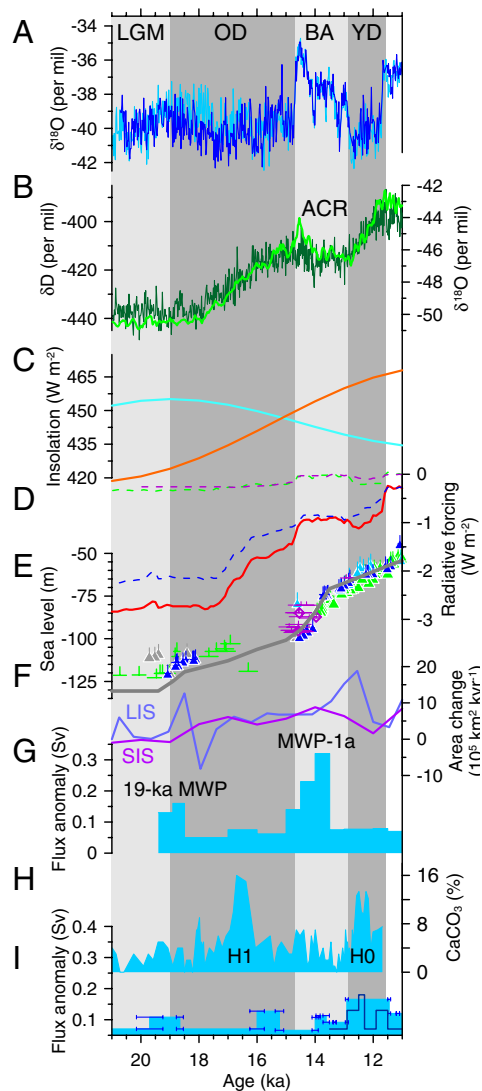 LGM OD BA YD
A
-36
-38
-40
-42
δ18O (per mil)
B
ACR
-400
-420
-440
δD (per mil)
-42
-44
-46
-48
-50
δ18O (per mil)
C
465
450
435
420
Insolation (W m-2)
D
0
-1
-2
-3
Radiative forcing
(W m-2)
E
-50
-75
-100
-125
Sea level (m)
F
LIS
SIS
20
10
0
-10
Area change
(10^5 km2 kyr-1)
G
MWP-1a
19-ka MWP
0.3
0.2
0.1
0
Flux anomaly (Sv)
H
H1
H0
16
12
8
4
0
CaCO3 (%)
I
0.4
0.3
0.2
0.1
Flux anomaly (Sv)
20 18 16 14 12
Age (ka)